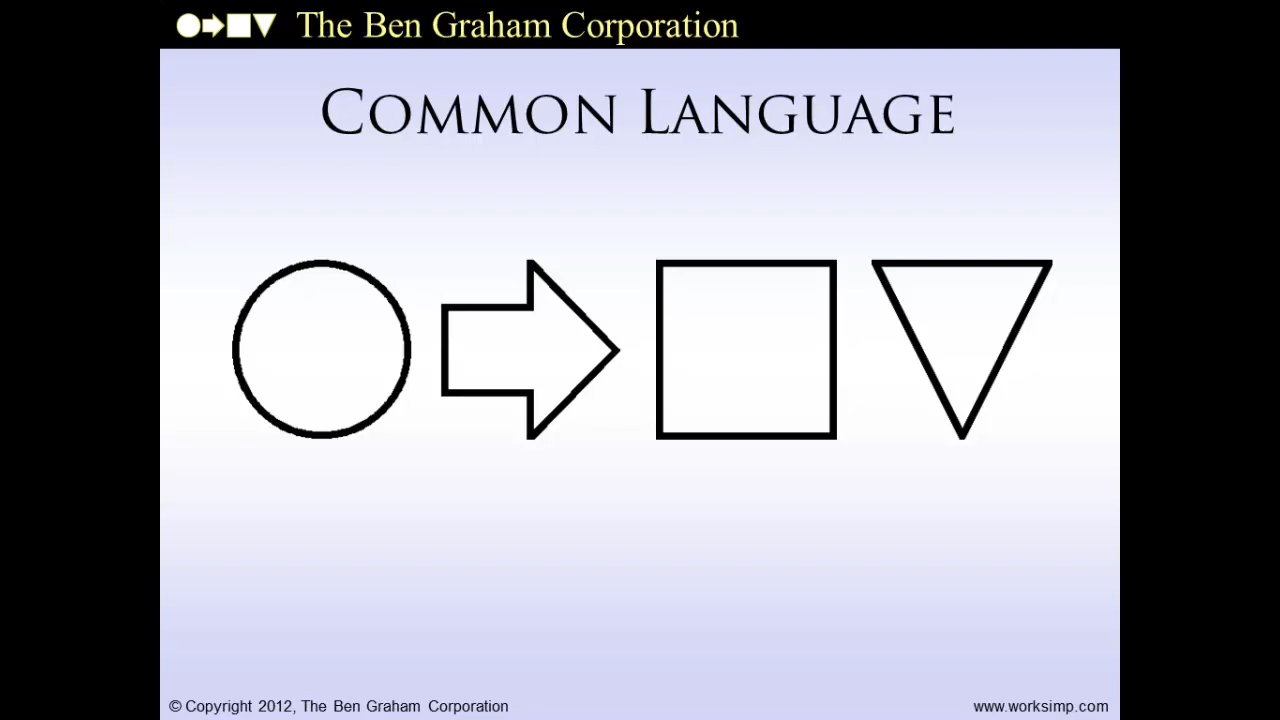 The Ben Graham Corporation
COMMON LANGUAGE
© Copyright 2012, The Ben Graham Corporation
www.worksimp.com